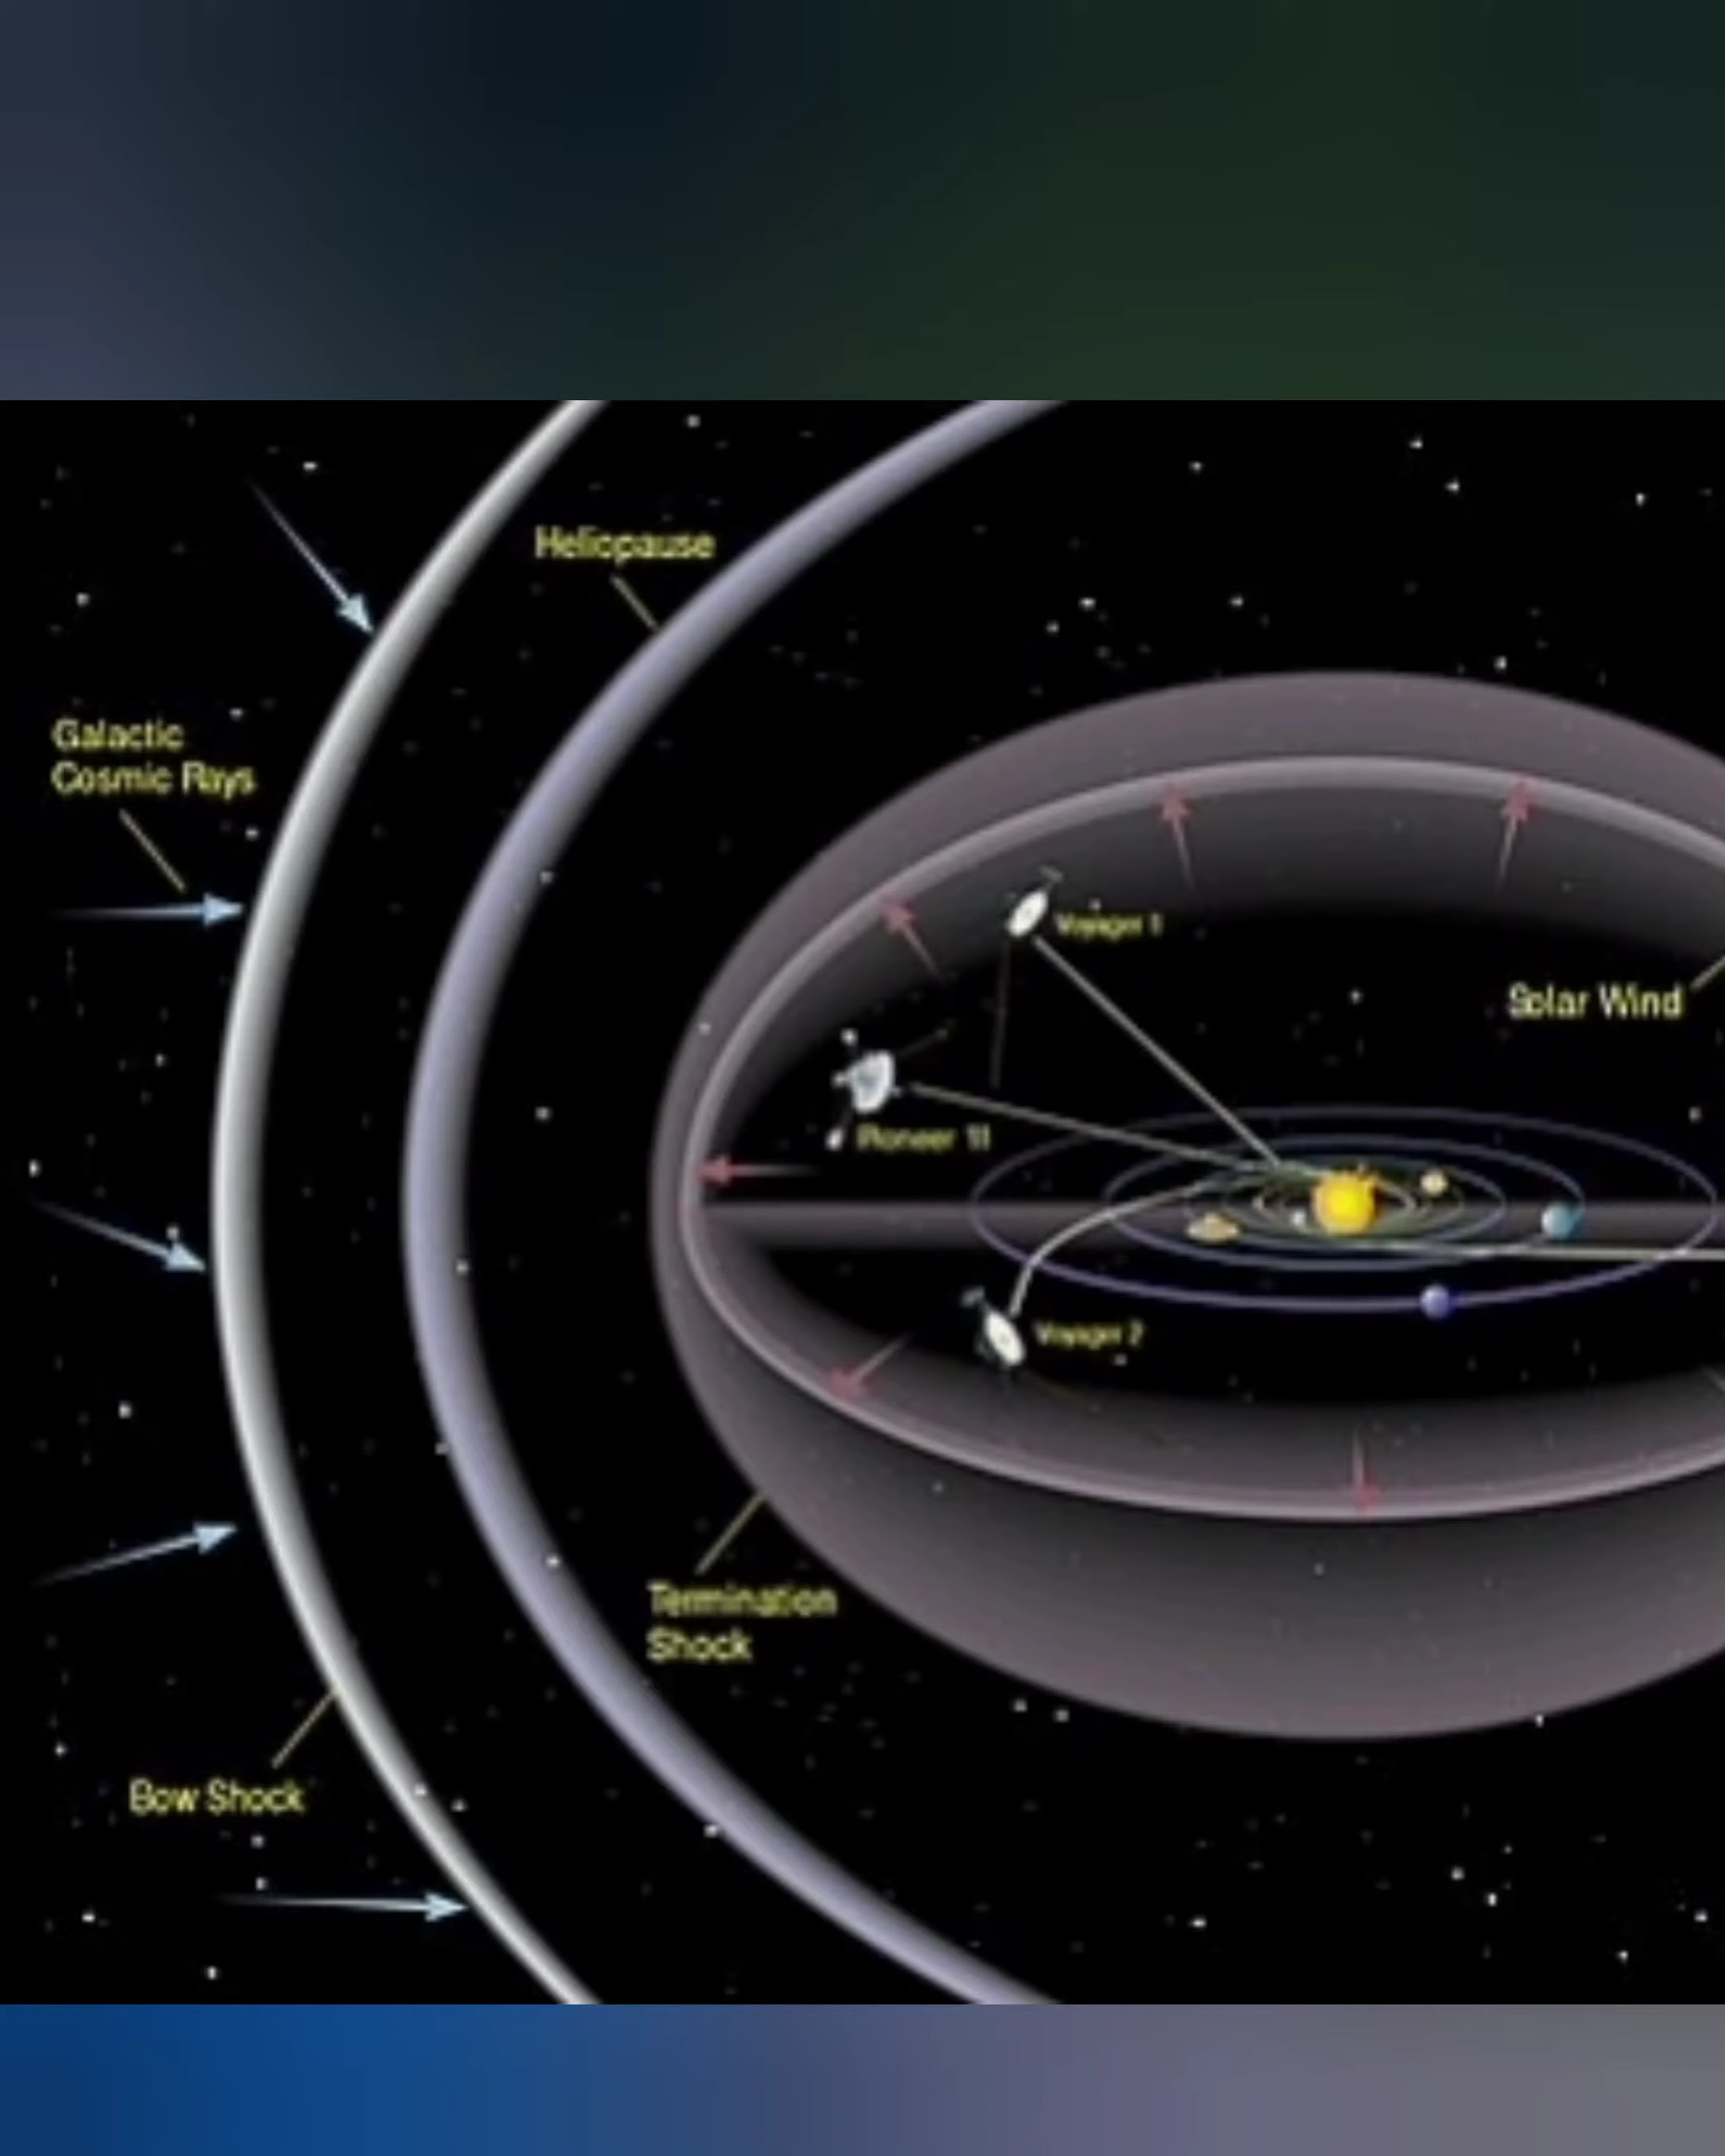 Heliopause
Galactic
Cosmic Rays
Voyager 1
Solar Wind
Pioneer 11
Voyager 2
Termination
Shock
Bow Shock